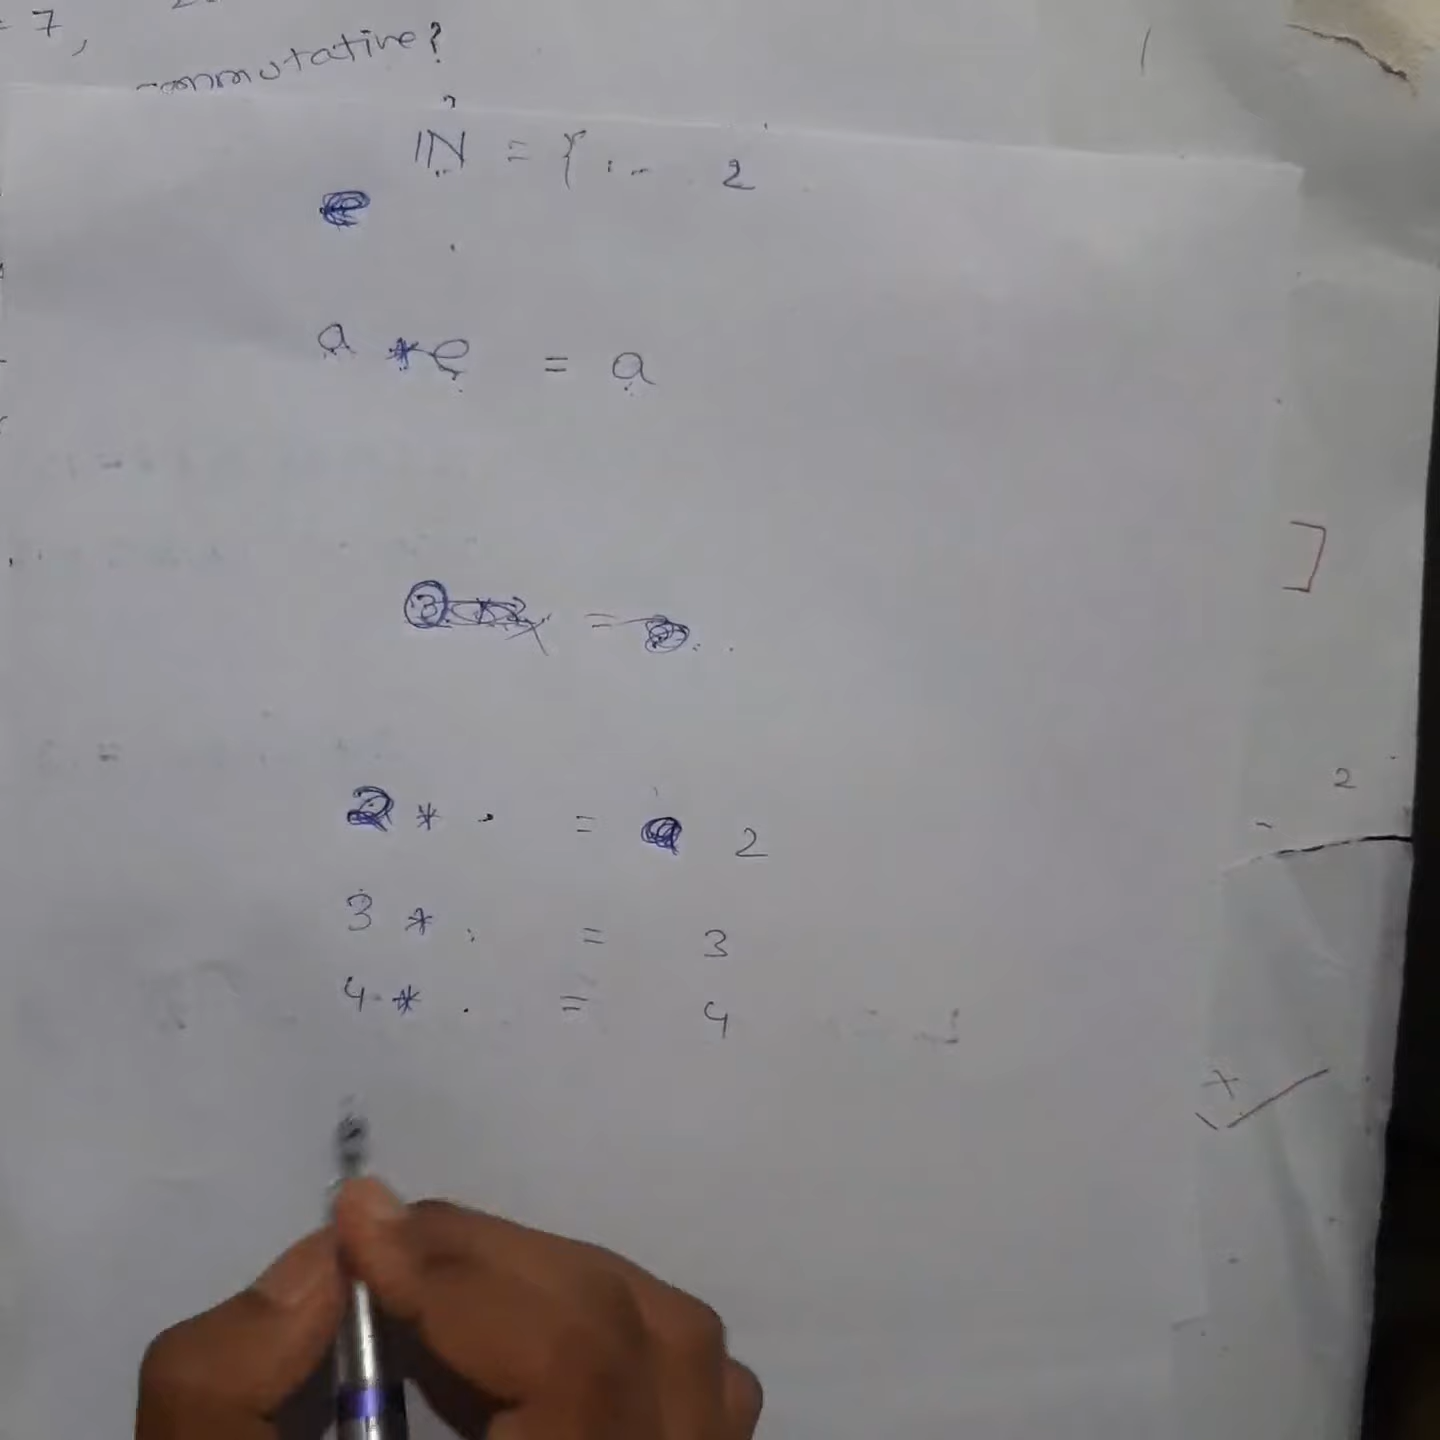 = 7,
commutative?
IN = { . .. 2
a * e = a
=
2 * . = 2
3 * . = 3
4 * . = 4
]
2
x